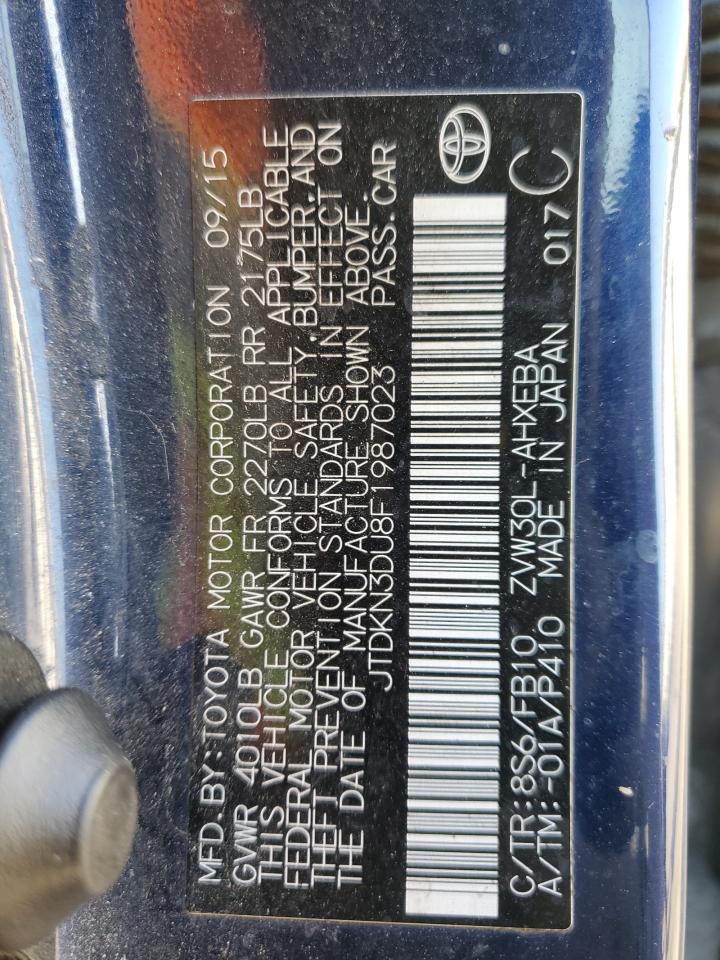 MFD.BY:TOYOTA MOTOR CORPORATION 09/15
GVWR 4010LB GAWR FR 2270LB RR 2175LB
THIS VEHICLE CONFORMS TO ALL APPLICABLE
FEDERAL MOTOR VEHICLE SAFETY,BUMPER,AND
THEFT PREVENTION STANDARDS IN EFFECT ON
THE DATE OF MANUFACTURE SHOWN ABOVE.
JTDKN3DU8F1987023 PASS.CAR
C/TR:8S6/FB10 ZVW30L-AHXEBA
A/TM:-01A/P410 MADE IN JAPAN 017
C